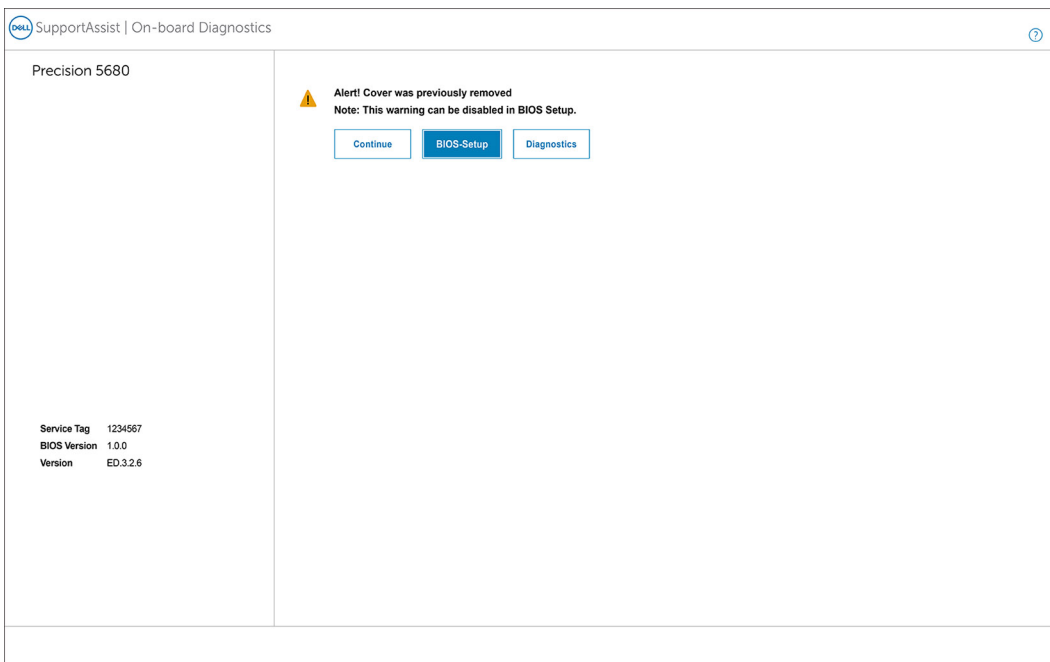 DELL SupportAssist | On-board Diagnostics
?
Precision 5680
Alert! Cover was previously removed
Note: This warning can be disabled in BIOS Setup.
Continue BIOS-Setup Diagnostics
Service Tag 1234567
BIOS Version 1.0.0
Version ED.3.2.6